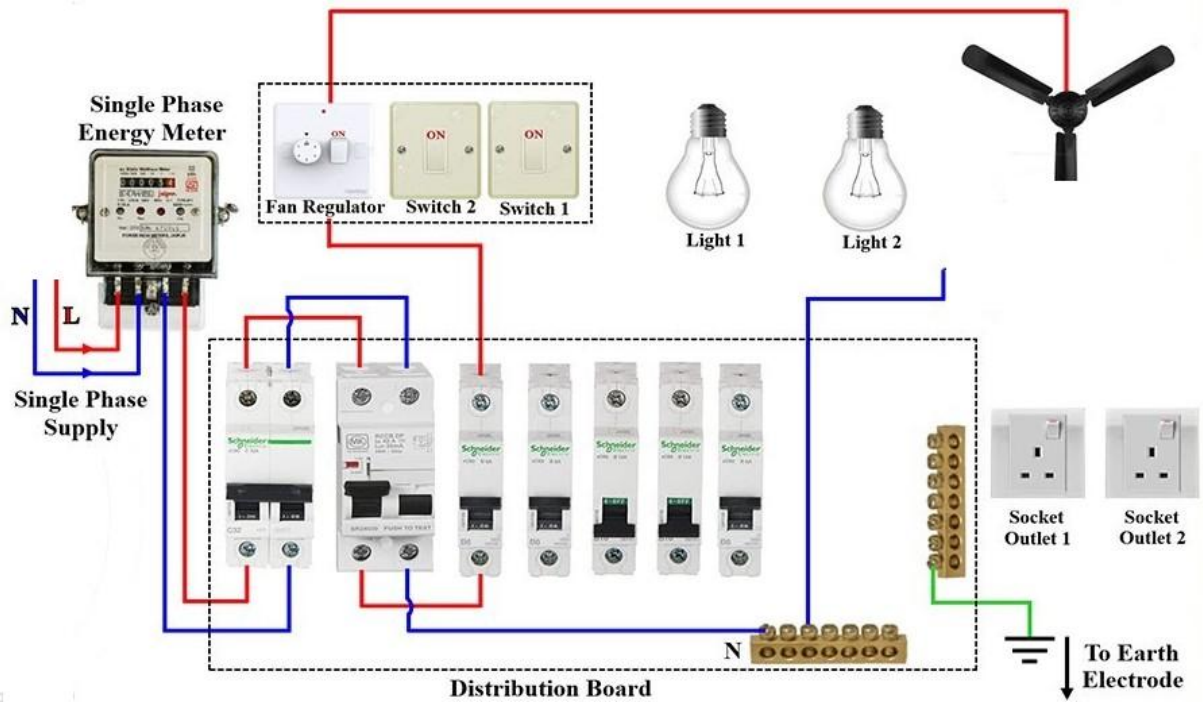 Single Phase
Energy Meter
ON
ON
ON
Fan Regulator
Switch 2
Switch 1
Light 1
Light 2
N
L
Single Phase
Supply
Schneider
Schneider
Schneider
Schneider
Schneider
Schneider
C32
PUSH TO TEST
Socket
Outlet 1
Socket
Outlet 2
N
To Earth
Electrode
Distribution Board